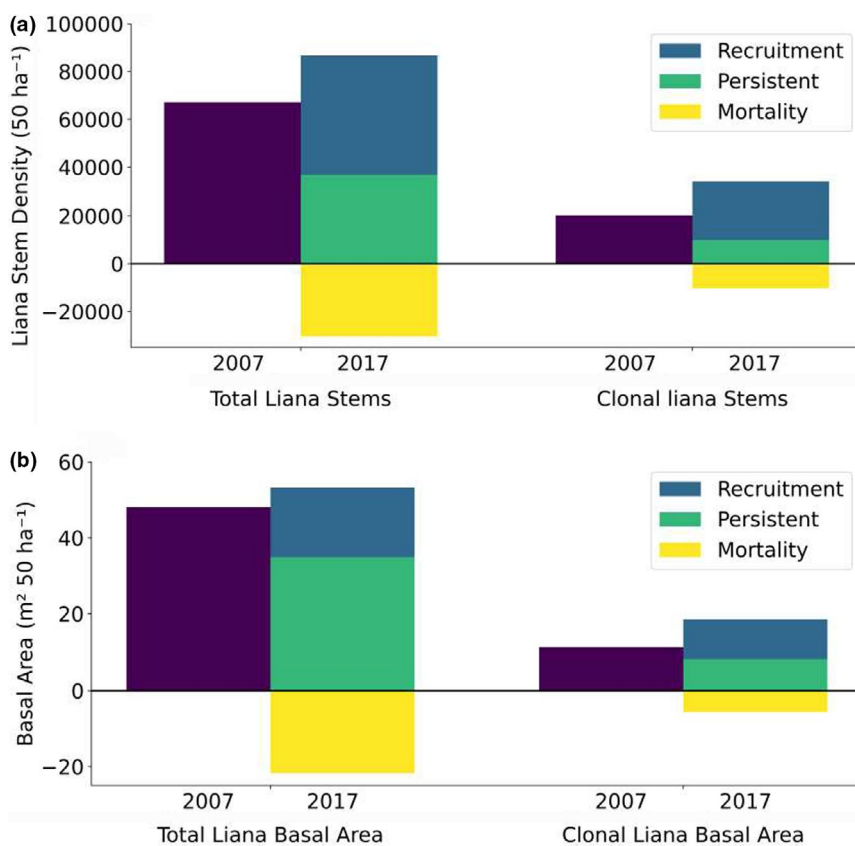 (a)
100000
80000
60000
40000
20000
0
−20000
Liana Stem Density (50 ha⁻¹)
Recruitment
Persistent
Mortality
2007 2017 2007 2017
Total Liana Stems Clonal liana Stems
(b)
60
40
20
0
−20
Basal Area (m² 50 ha⁻¹)
Recruitment
Persistent
Mortality
2007 2017 2007 2017
Total Liana Basal Area Clonal Liana Basal Area